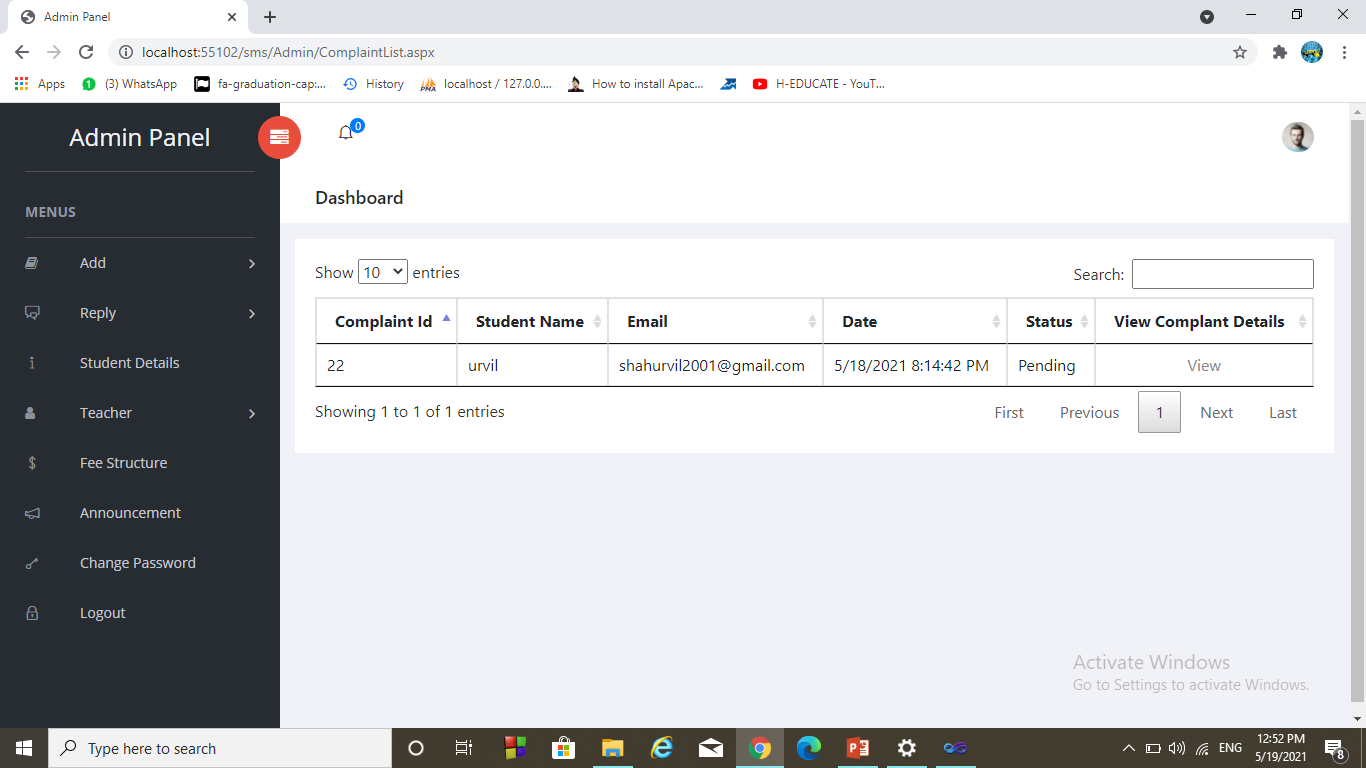 Admin Panel
localhost:55102/sms/Admin/ComplaintList.aspx
Apps (3) WhatsApp fa-graduation-cap:... History localhost / 127.0.0.... How to install Apac... H-EDUCATE - YouT...
Admin Panel
0
Dashboard
MENUS
Add
Reply
Student Details
Teacher
Fee Structure
Announcement
Change Password
Logout
Show 10 entries Search:
Complaint Id Student Name Email Date Status View Complant Details
22 urvil shahurvil2001@gmail.com 5/18/2021 8:14:42 PM Pending View
Showing 1 to 1 of 1 entries First Previous 1 Next Last
Activate Windows
Go to Settings to activate Windows.
Type here to search
ENG
12:52 PM
5/19/2021
8